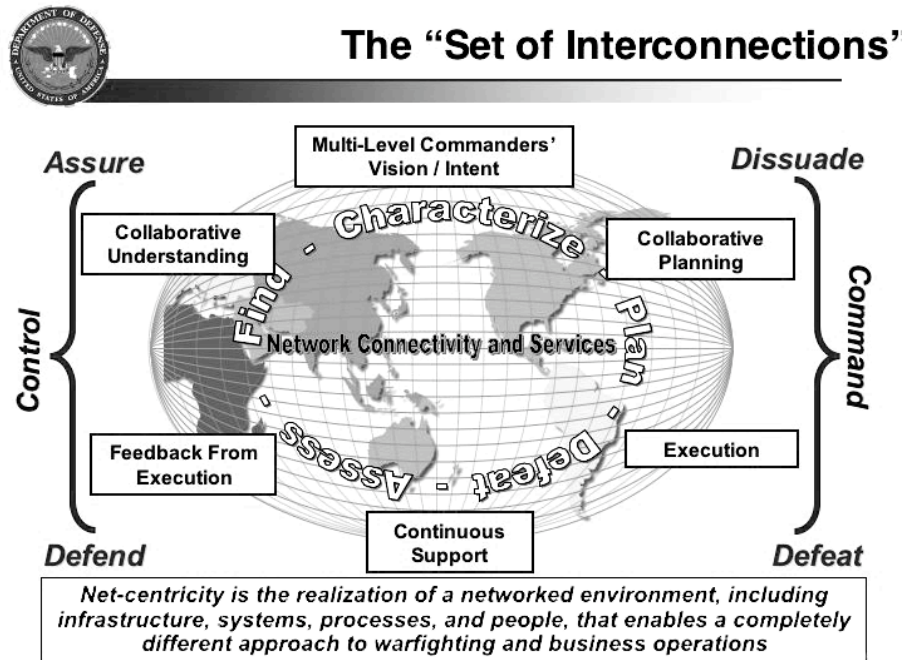 DEPARTMENT OF DEFENSE
UNITED STATES OF AMERICA
The “Set of Interconnections”
Assure
Dissuade
Multi-Level Commanders’
Vision / Intent
Collaborative
Understanding
Collaborative
Planning
Find - Characterize - Plan - Defeat - Assess -
Control
Command
Network Connectivity and Services
Feedback From
Execution
Execution
Continuous
Support
Defend
Defeat
Net-centricity is the realization of a networked environment, including
infrastructure, systems, processes, and people, that enables a completely
different approach to warfighting and business operations